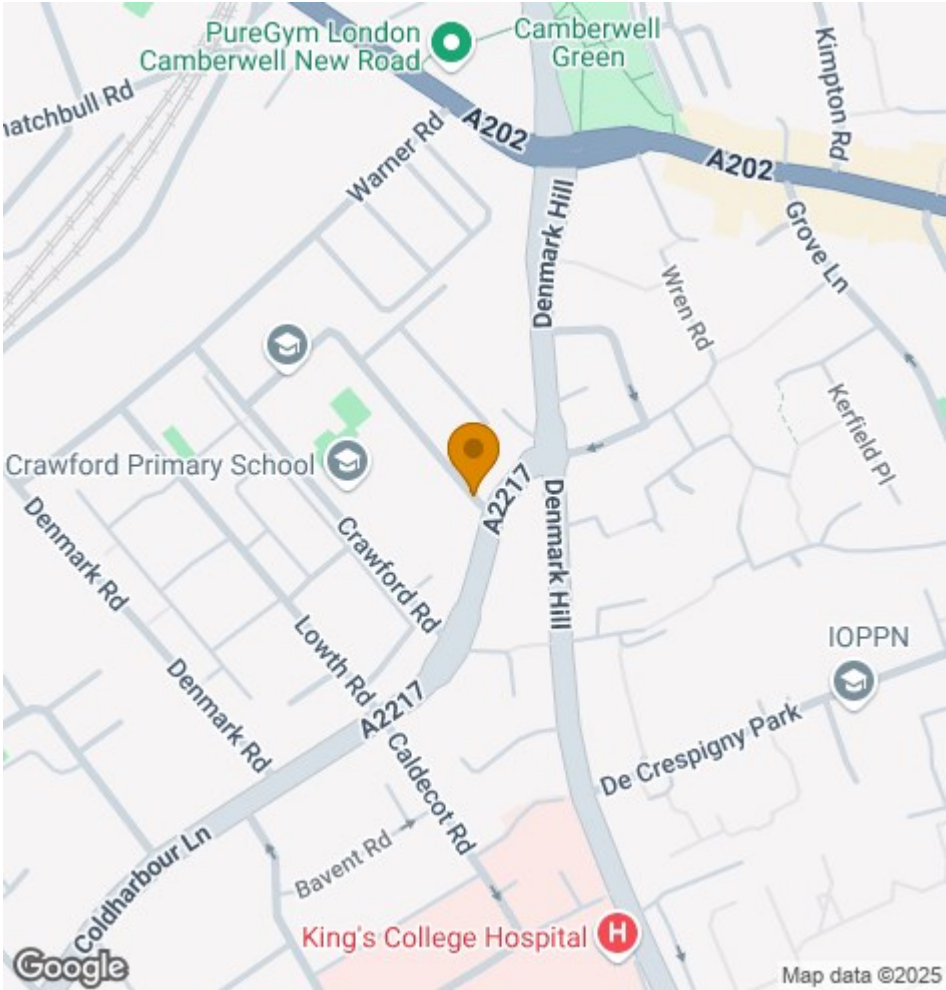 PureGym London
Camberwell New Road
Camberwell
Green
Kimpton Rd
hatchbull Rd
Warner Rd
A202
A202
Denmark Hill
Grove Ln
Wren Rd
Kerfield Pl
Crawford Primary School
A2217
Denmark Rd
Crawford Rd
Denmark Hill
IOPPN
Lowth Rd
Denmark Rd
A2217
De Crespigny Park
Caldecot Rd
Bavent Rd
Coldharbour Ln
King's College Hospital
H
Google
Map data ©2025